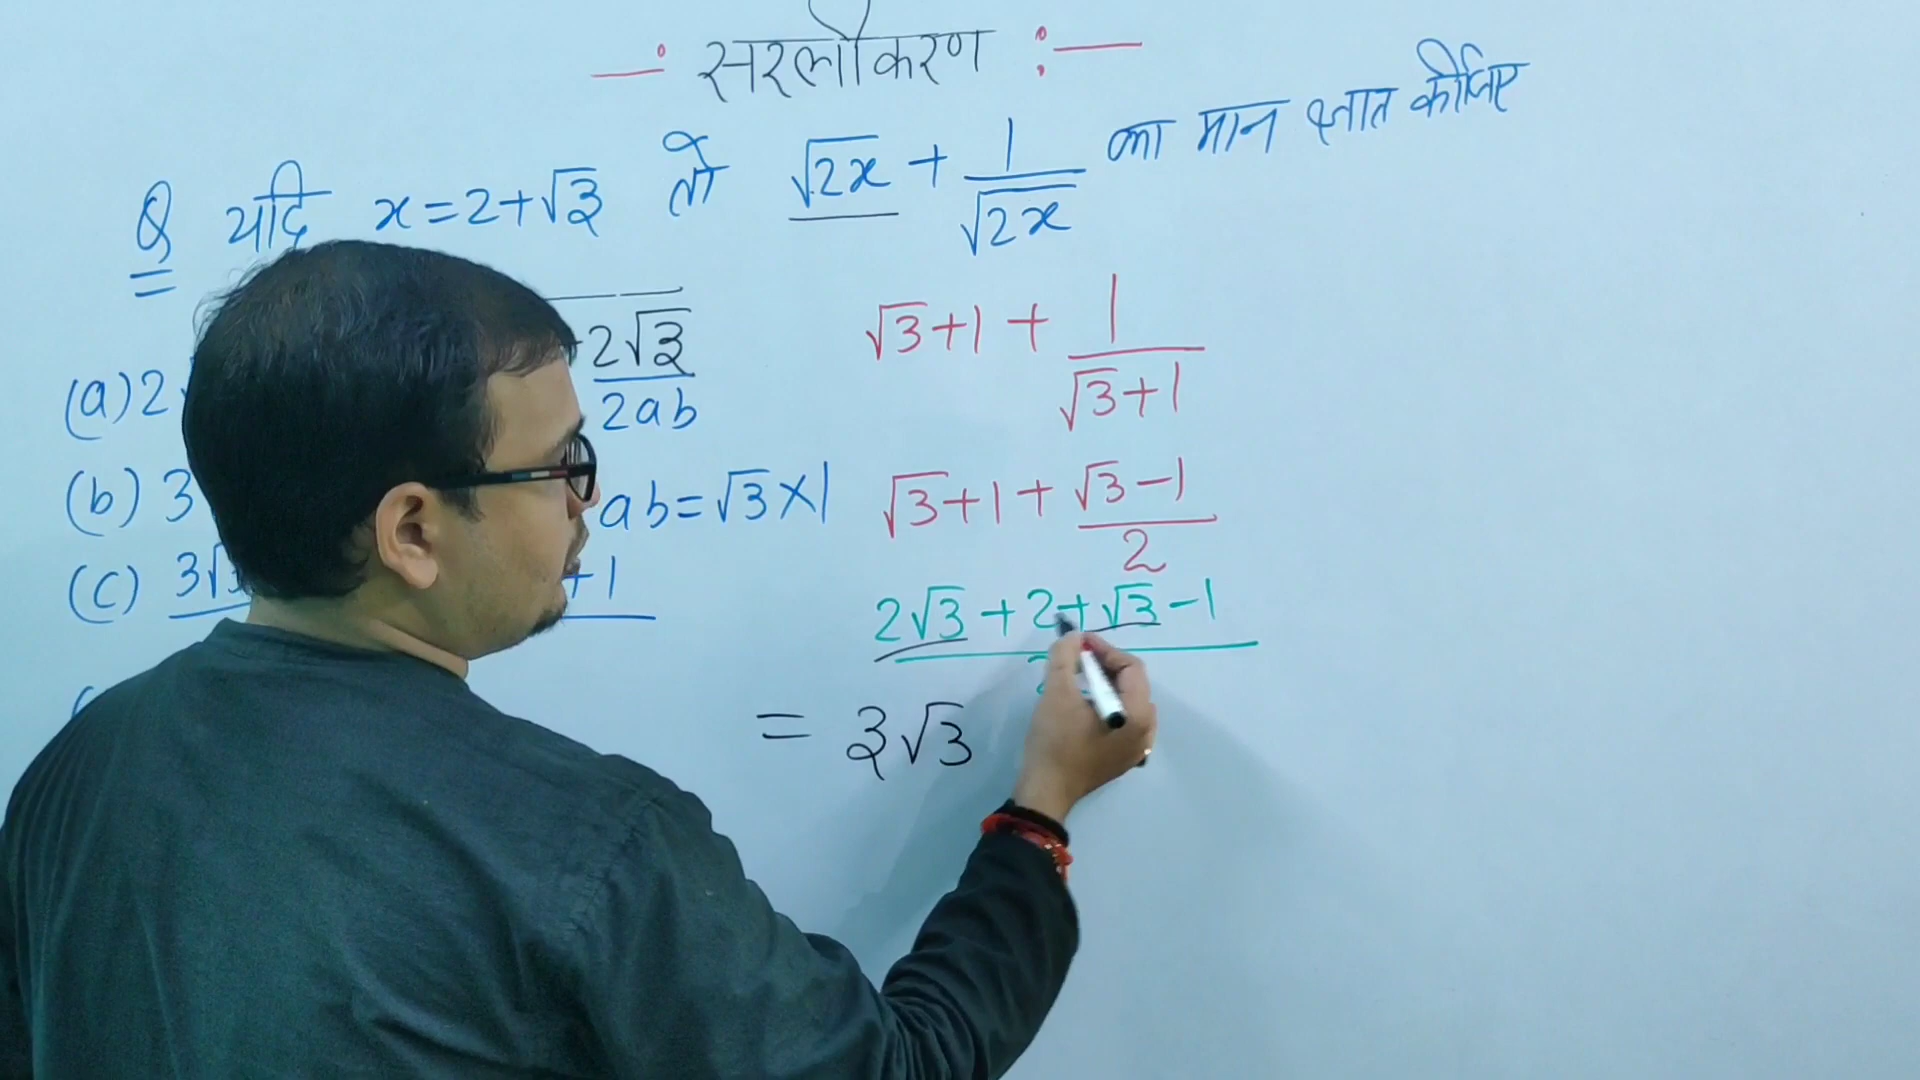 —: सरलीकरण :—
Q यदि x=2+√3 तो √2x + 1/√2x का मान ज्ञात कीजिए
2√3
(a) 2
2ab
(b) 3
ab=√3×1
(c) 3√3
+1
√3+1 + 1/√3+1
√3+1 + √3-1/2
2√3+2+√3-1
= 3√3